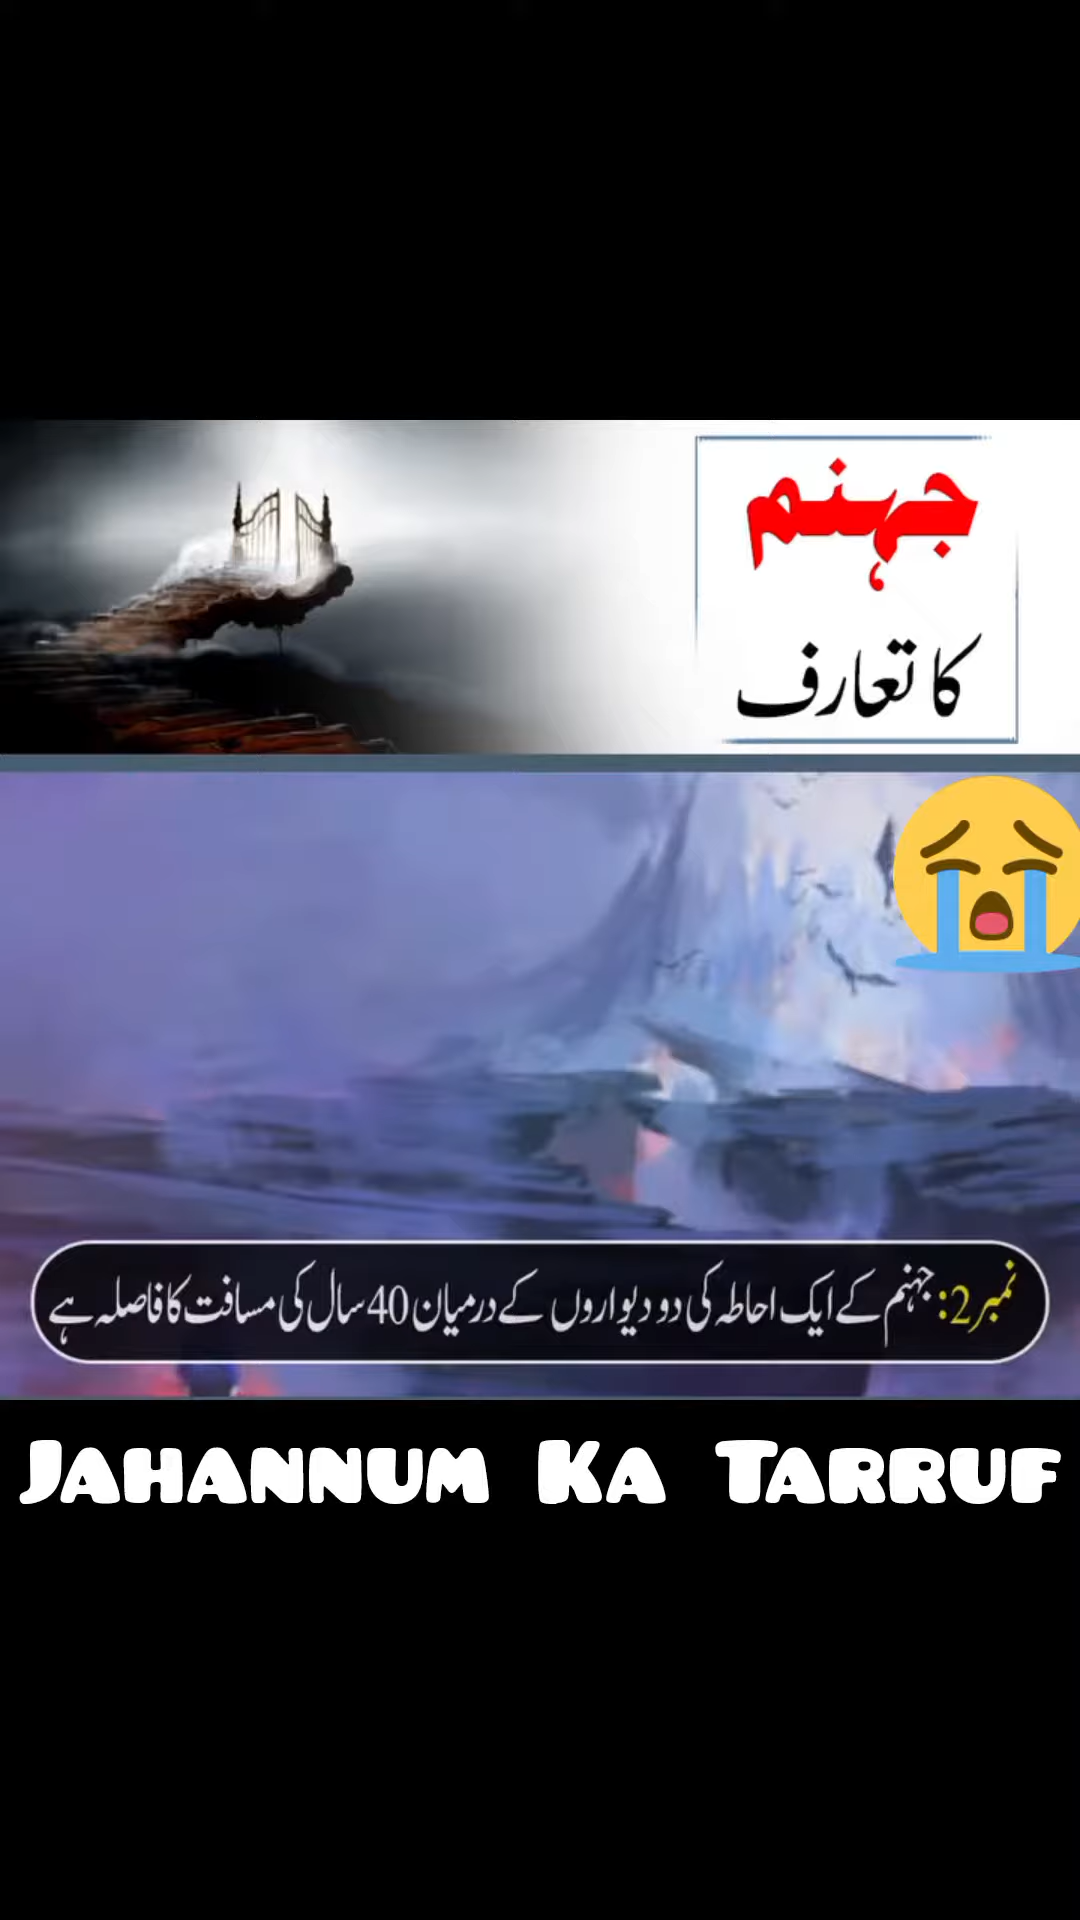 جہنم
کا تعارف
نمبر2: جہنم کے ایک احاطہ کی دو دیواروں کے درمیان 40 سال کی مسافت کا فاصلہ ہے
JAHANNUM KA TARRUF